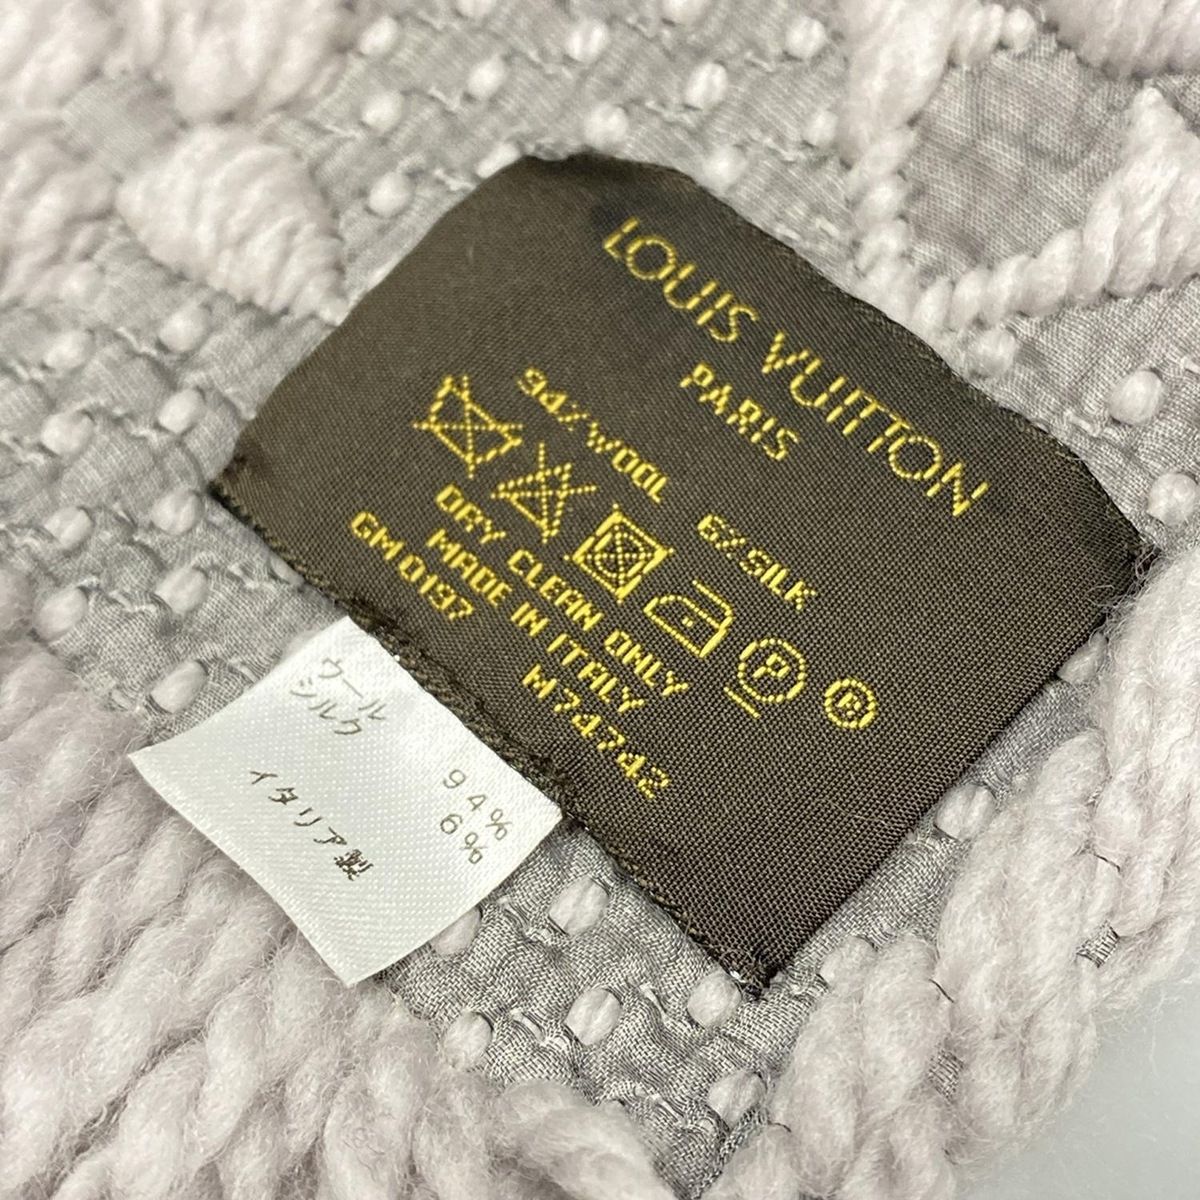 LOUIS VUITTON
PARIS
94%WOOL 6%SILK
P ®
DRY CLEAN ONLY
MADE IN ITALY
GM0197 M74742
ウール 94%
シルク 6%
イタリア製